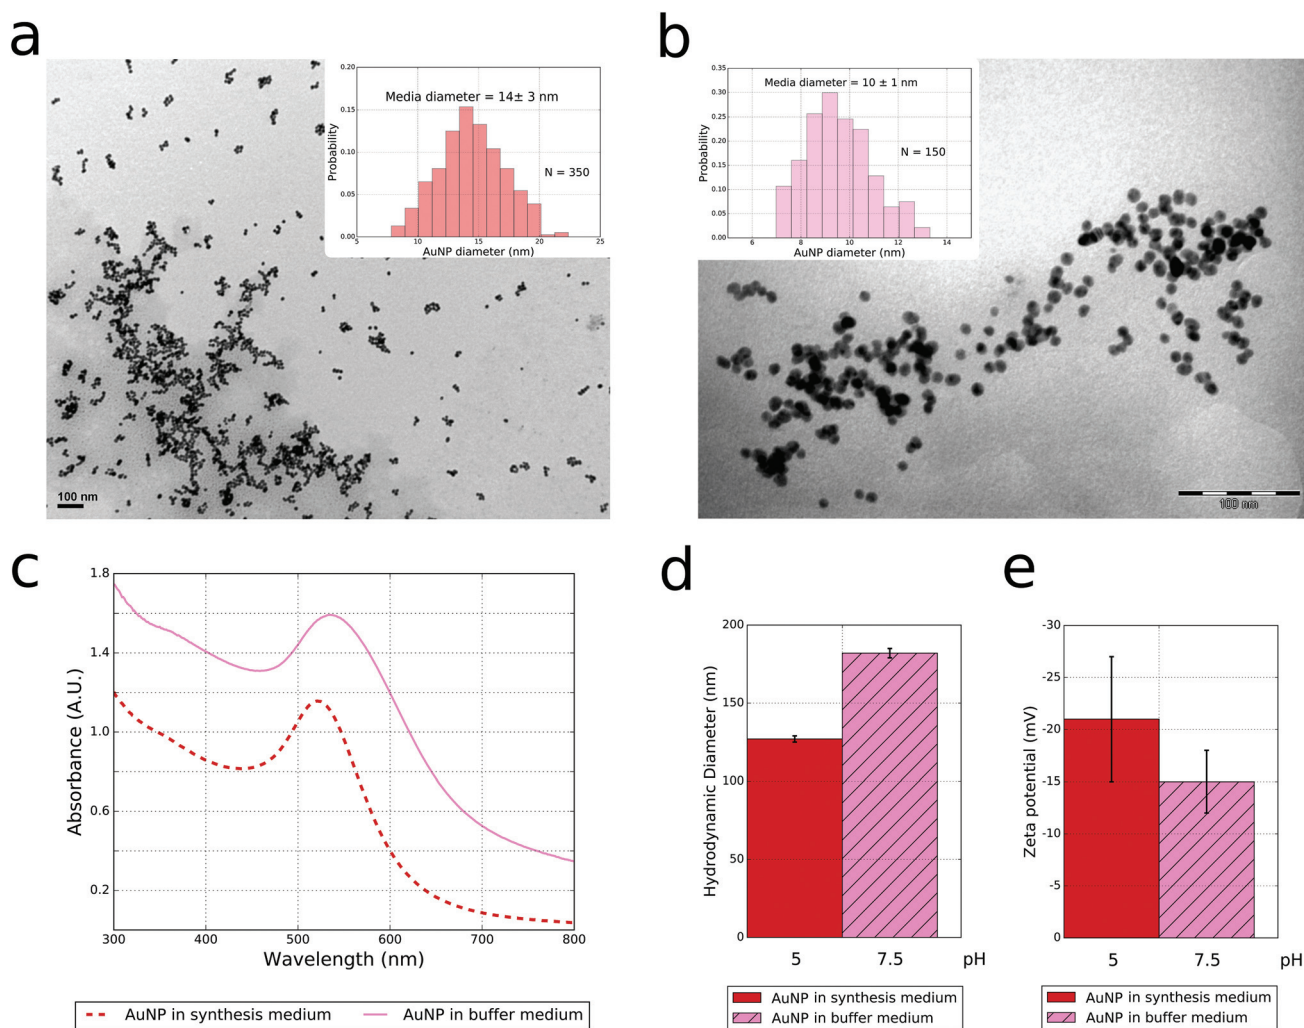 a
0.20
0.15
0.10
0.05
0.00
Probability
Media diameter = 14± 3 nm
N = 350
5
10
15
20
25
AuNP diameter (nm)
100 nm
b
0.35
0.30
0.25
0.20
0.15
0.10
0.05
0.00
Probability
Media diameter = 10 ± 1 nm
N = 150
6
8
10
12
14
AuNP diameter (nm)
100 nm
c
1.8
1.4
1.0
0.6
0.2
Absorbance (A.U.)
300
400
500
600
700
800
Wavelength (nm)
AuNP in synthesis medium
AuNP in buffer medium
d
200
150
100
50
0
Hydrodynamic Diameter (nm)
5
7.5
pH
AuNP in synthesis medium
AuNP in buffer medium
e
-30
-25
-20
-15
-10
-5
0
Zeta potential (mV)
5
7.5
pH
AuNP in synthesis medium
AuNP in buffer medium